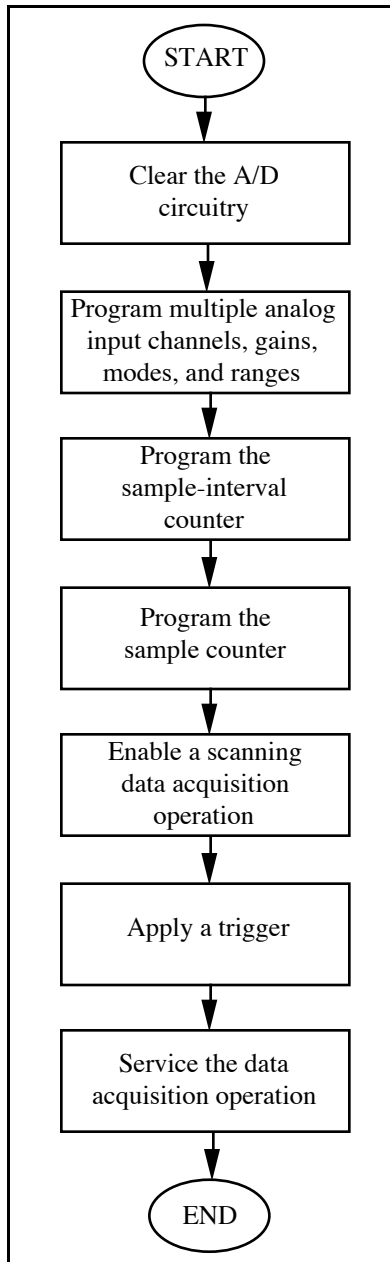 START
Clear the A/D
circuitry
Program multiple analog
input channels, gains,
modes, and ranges
Program the
sample-interval
counter
Program the
sample counter
Enable a scanning
data acquisition
operation
Apply a trigger
Service the data
acquisition operation
END